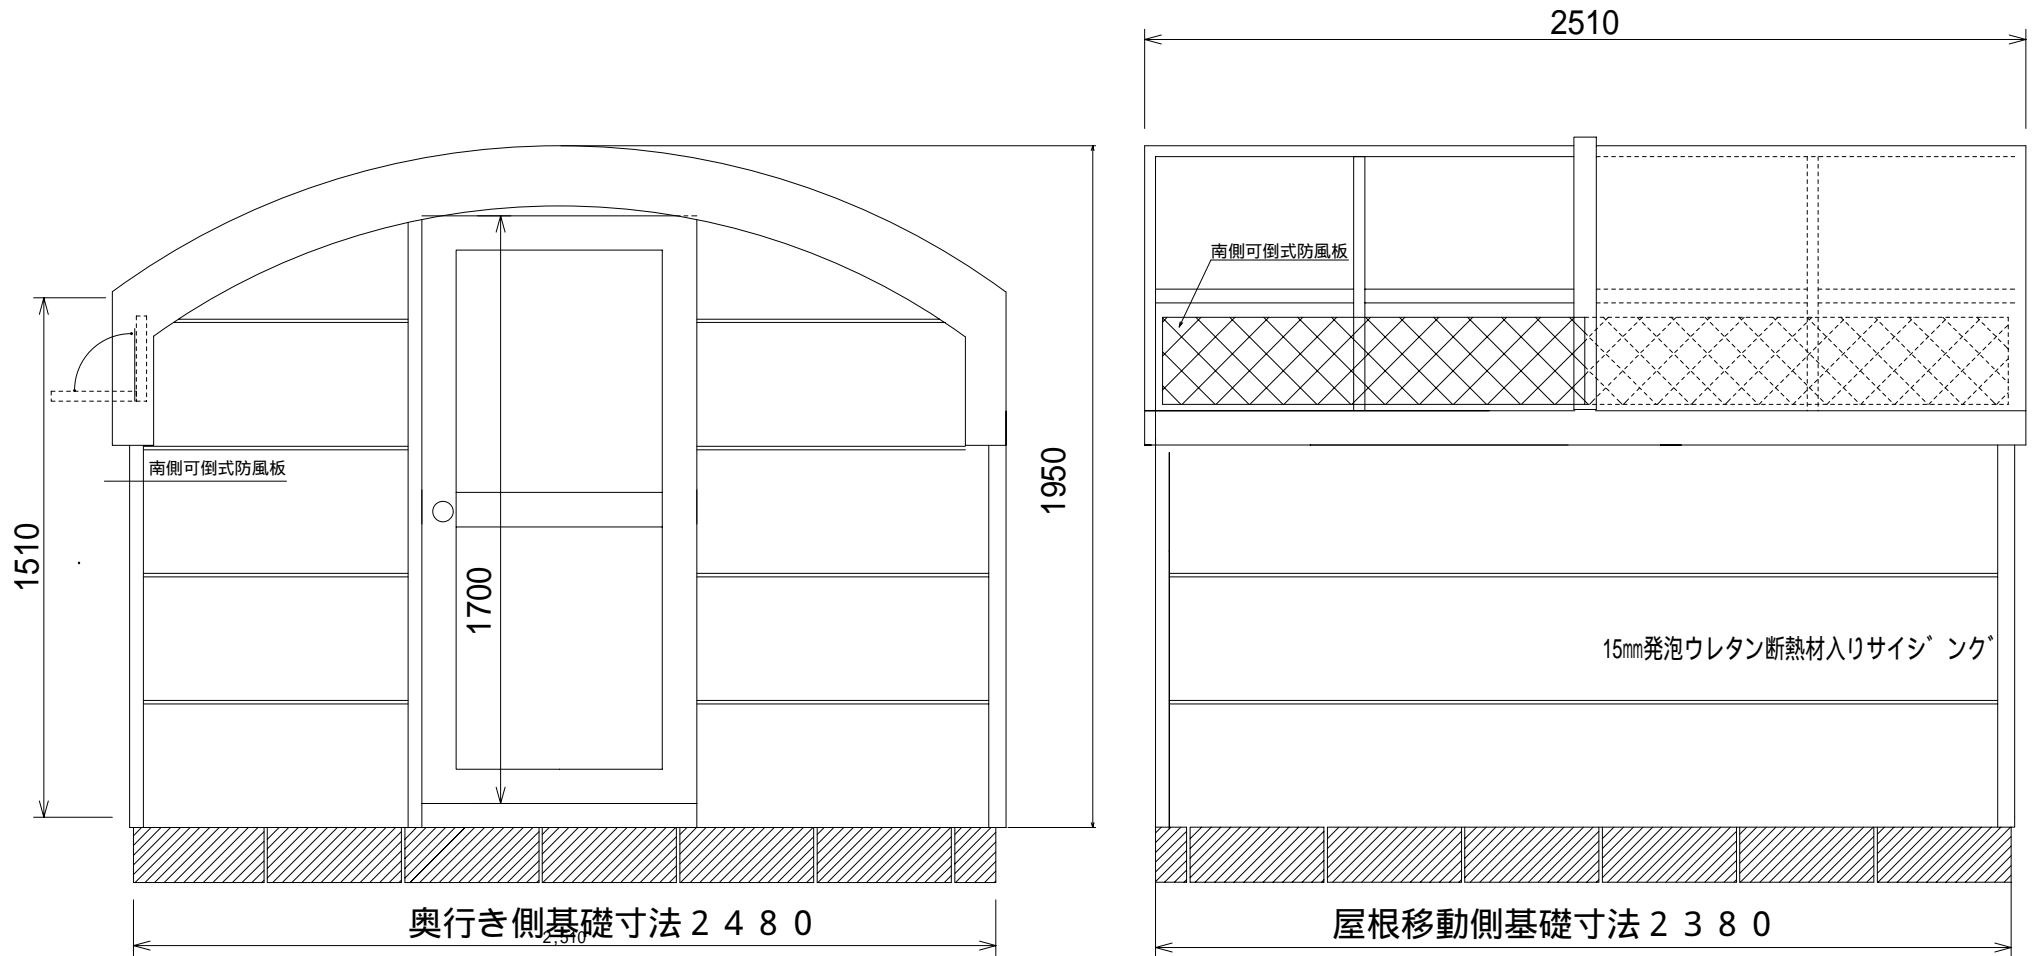 2510
南側可倒式防風板
1950
南側可倒式防風板
1510
1700
15mm発泡ウレタン断熱材入りサイジング
奥行き側基礎寸法2480
2,510
屋根移動側基礎寸法2380